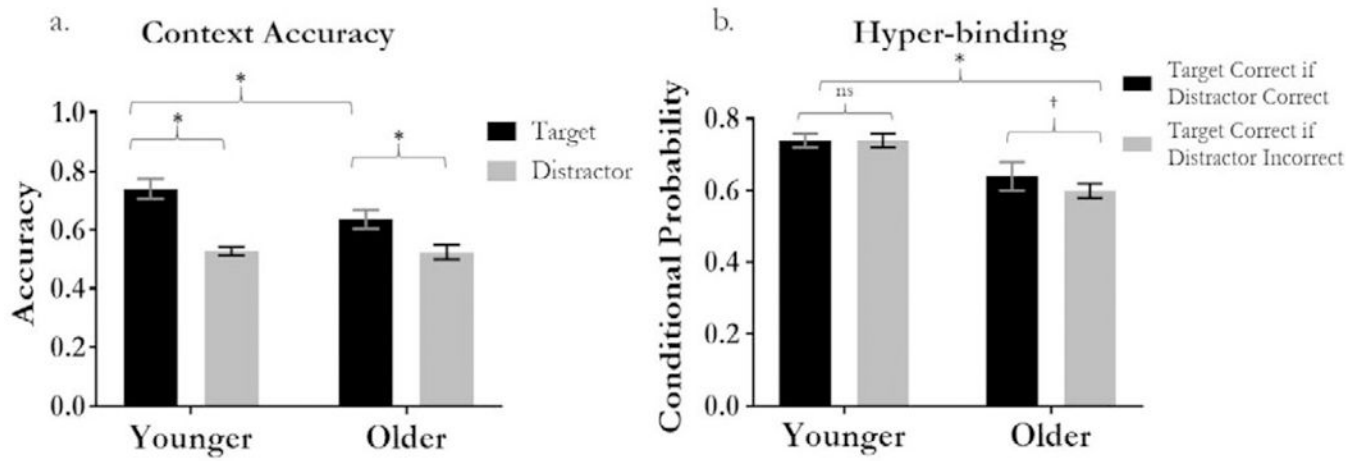 a.
Context Accuracy
*
*
*
1.0
0.8
0.6
0.4
0.2
0.0
Accuracy
Target
Distractor
Younger
Older
b.
Hyper-binding
*
ns
†
0.8
0.6
0.4
0.2
0.0
Conditional Probability
Target Correct if
Distractor Correct
Target Correct if
Distractor Incorrect
Younger
Older